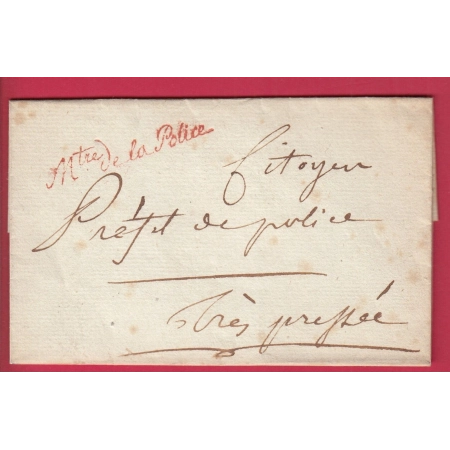 Mtre de la Police
Citoyen
Préfet de police
très pressée